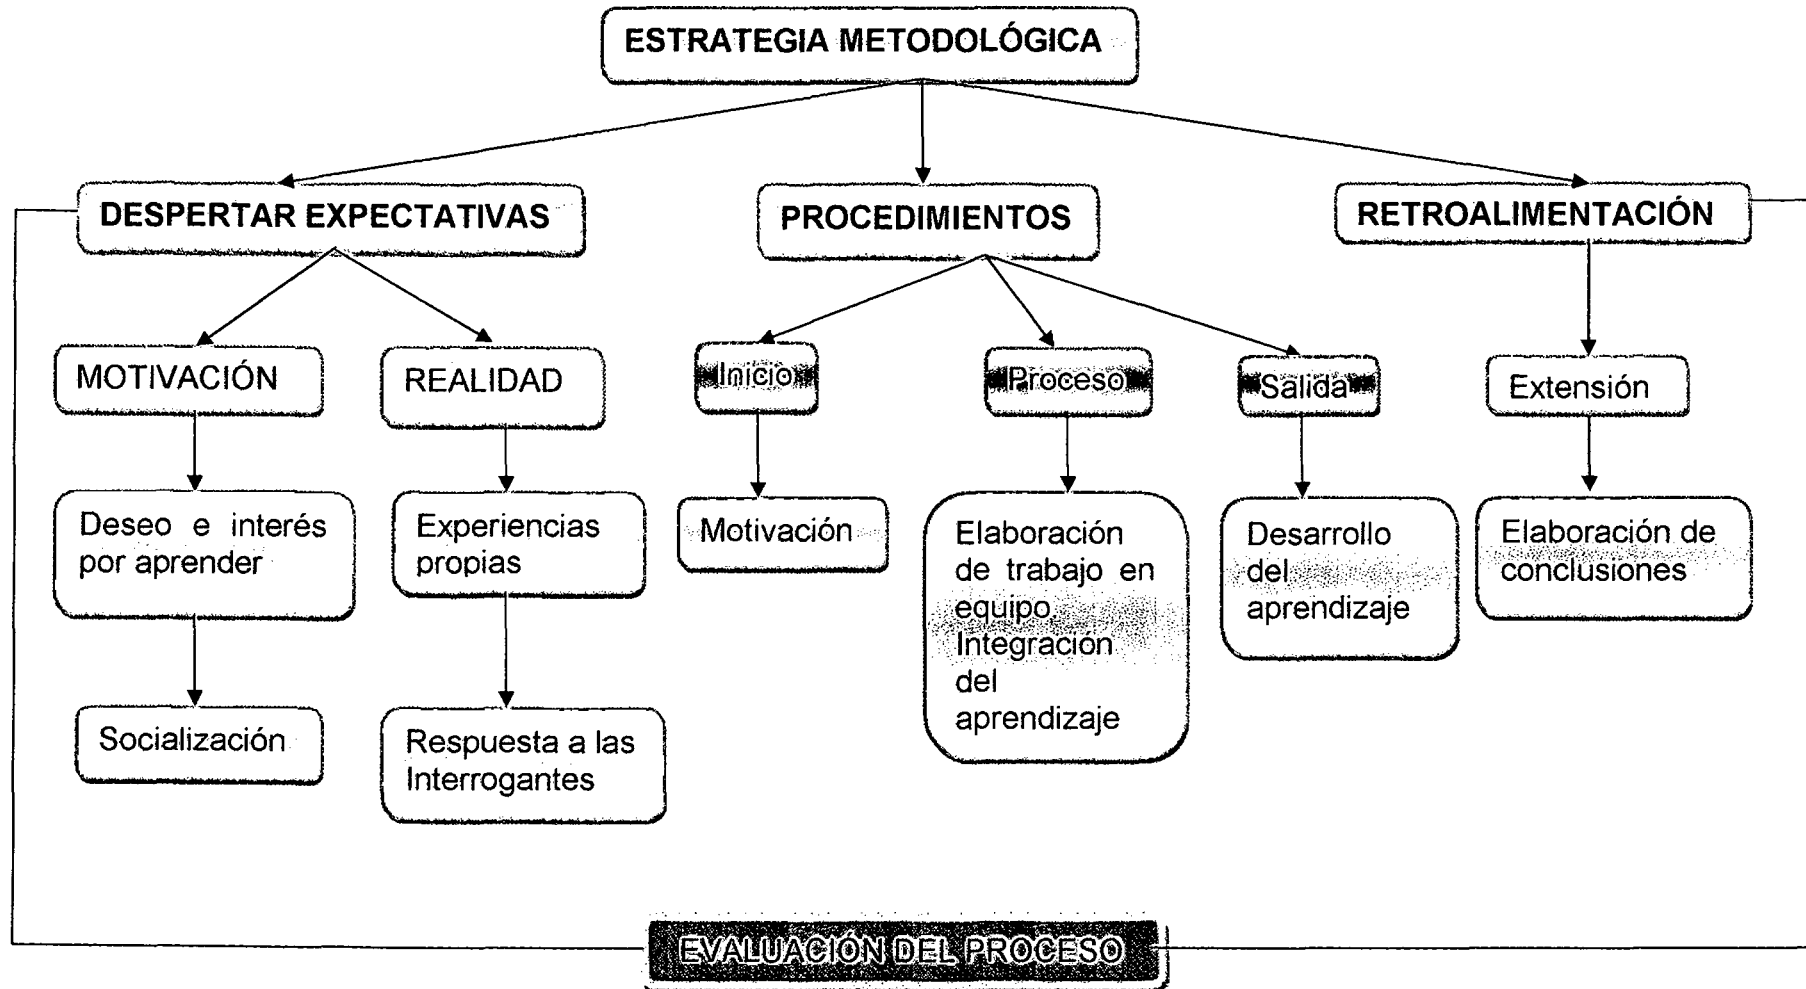 ESTRATEGIA METODOLÓGICA
DESPERTAR EXPECTATIVAS
PROCEDIMIENTOS
RETROALIMENTACIÓN
MOTIVACIÓN
REALIDAD
Inicio
Proceso
Salida
Extensión
Deseo e interés
por aprender
Experiencias
propias
Motivación
Elaboración
de trabajo en
equipo,
Integración
del
aprendizaje
Desarrollo
del
aprendizaje
Elaboración de
conclusiones
Socialización
Respuesta a las
Interrogantes
EVALUACIÓN DEL PROCESO